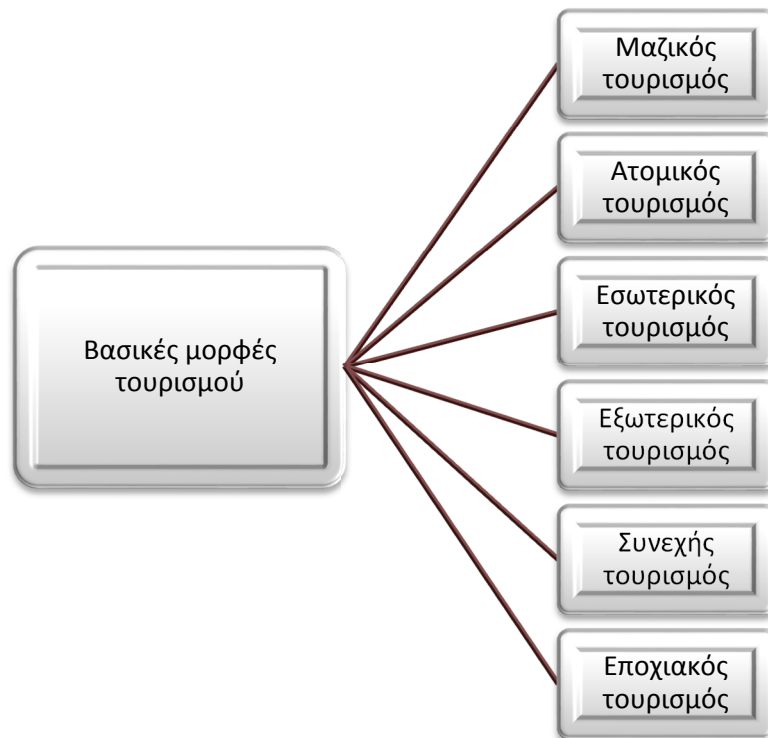 Βασικές μορφές
τουρισμού
Μαζικός
τουρισμός
Ατομικός
τουρισμός
Εσωτερικός
τουρισμός
Εξωτερικός
τουρισμός
Συνεχής
τουρισμός
Εποχιακός
τουρισμός